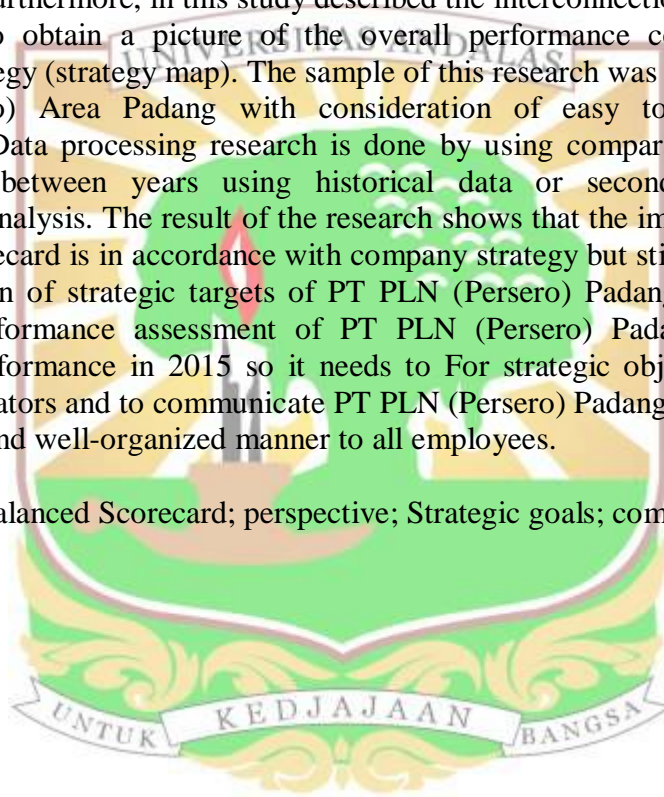 urthermore, in this study described the interconnection
o obtain a picture of the overall performance co
egy (strategy map). The sample of this research was
o) Area Padang with consideration of easy to
Data processing research is done by using compar
between years using historical data or second
nalysis. The result of the research shows that the im
ecard is in accordance with company strategy but sti
n of strategic targets of PT PLN (Persero) Padang
formance assessment of PT PLN (Persero) Pada
formance in 2015 so it needs to For strategic obj
ators and to communicate PT PLN (Persero) Padang
nd well-organized manner to all employees.
alanced Scorecard; perspective; Strategic goals; com
UNIVERSITAS ANDALAS
UNTUK KEDJAJAAN BANGSA